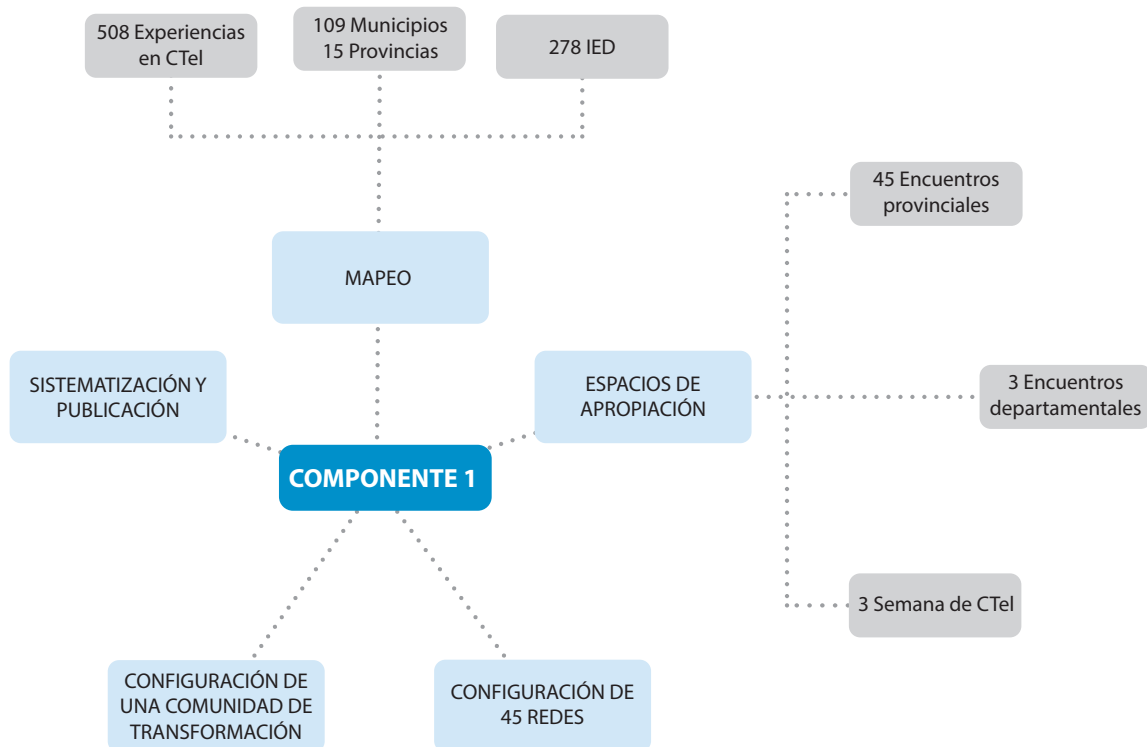 508 Experiencias
en CTel
109 Municipios
15 Provincias
278 IED
45 Encuentros
provinciales
MAPEO
SISTEMATIZACIÓN Y
PUBLICACIÓN
ESPACIOS DE
APROPIACIÓN
3 Encuentros
departamentales
COMPONENTE 1
3 Semana de CTel
CONFIGURACIÓN DE
UNA COMUNIDAD DE
TRANSFORMACIÓN
CONFIGURACIÓN DE
45 REDES